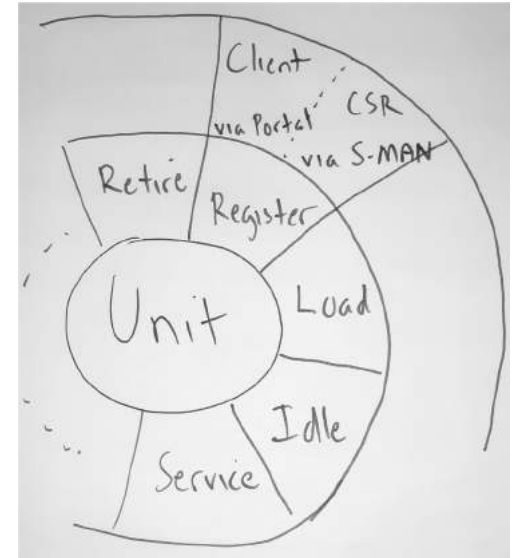 Client
via Portal
CSR
via S-MAN
Retire
Register
Unit
Load
Idle
Service